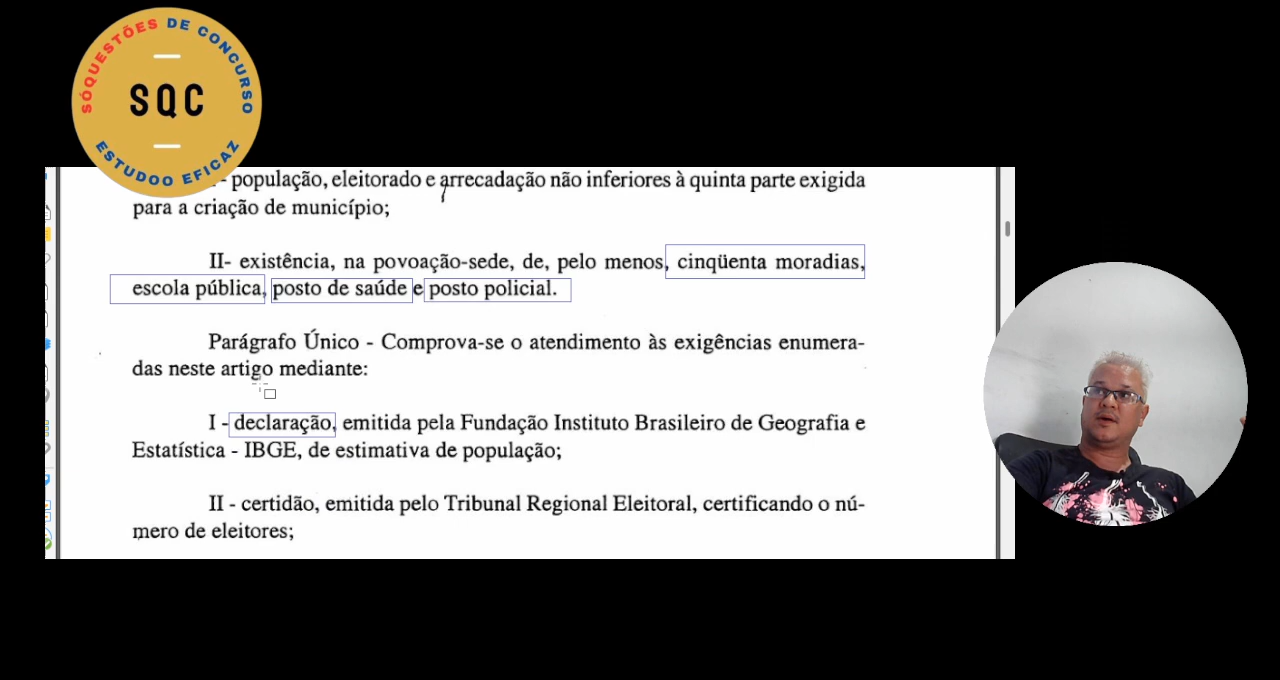 SÓQUESTÕES DE CONCURSO
SQC
ESTUDOO EFICAZ
- população, eleitorado e arrecadação não inferiores à quinta parte exigida
para a criação de município;
II- existência, na povoação-sede, de, pelo menos, cinqüenta moradias,
escola pública, posto de saúde e posto policial.
Parágrafo Único - Comprova-se o atendimento às exigências enumera-
das neste artigo mediante:
I - declaração, emitida pela Fundação Instituto Brasileiro de Geografia e
Estatística - IBGE, de estimativa de população;
II - certidão, emitida pelo Tribunal Regional Eleitoral, certificando o nú-
mero de eleitores;